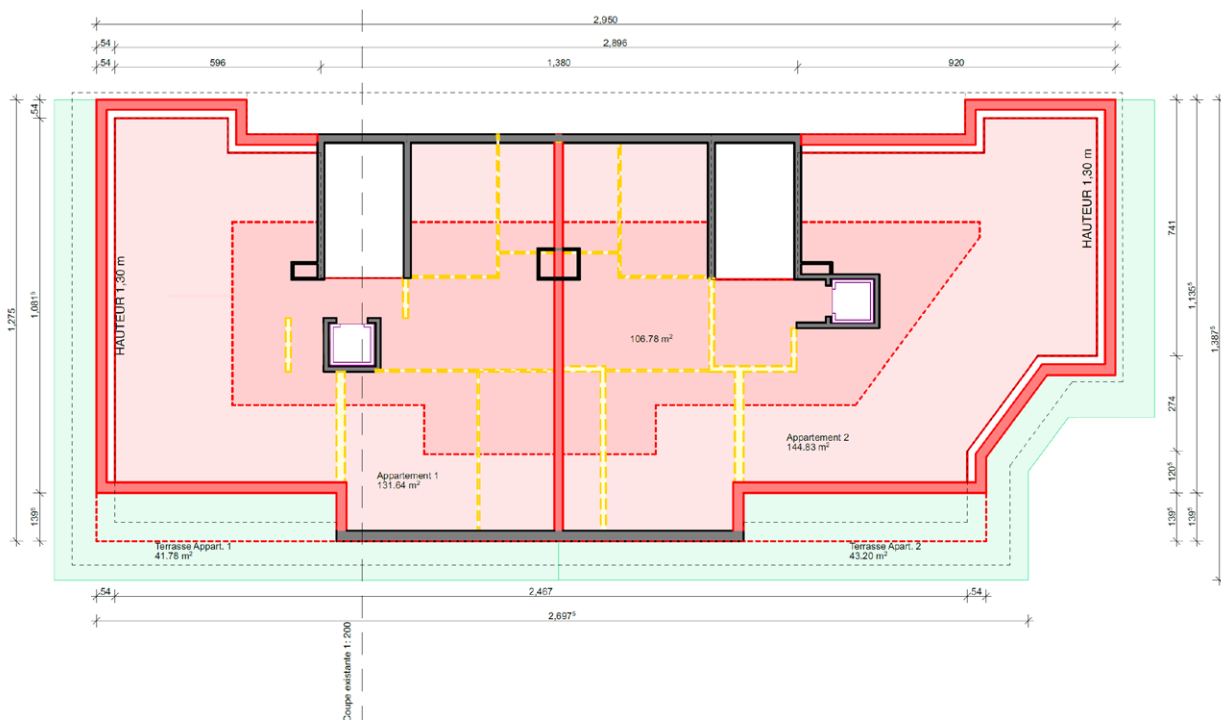 2,950
54
2,896
54
596
1,380
920
54
1,275
1,081⁵
139⁵
HAUTEUR 1,30 m
HAUTEUR 1,30 m
741
274
120⁵
139⁵
1,135⁵
139⁵
1,387⁵
106.78 m²
Appartement 2
144.83 m²
Appartement 1
131.64 m²
Terrasse Appart. 1
41.78 m²
Terrasse Apart. 2
43.20 m²
54
2,467
54
2,697⁵
Coupe existante 1: 200